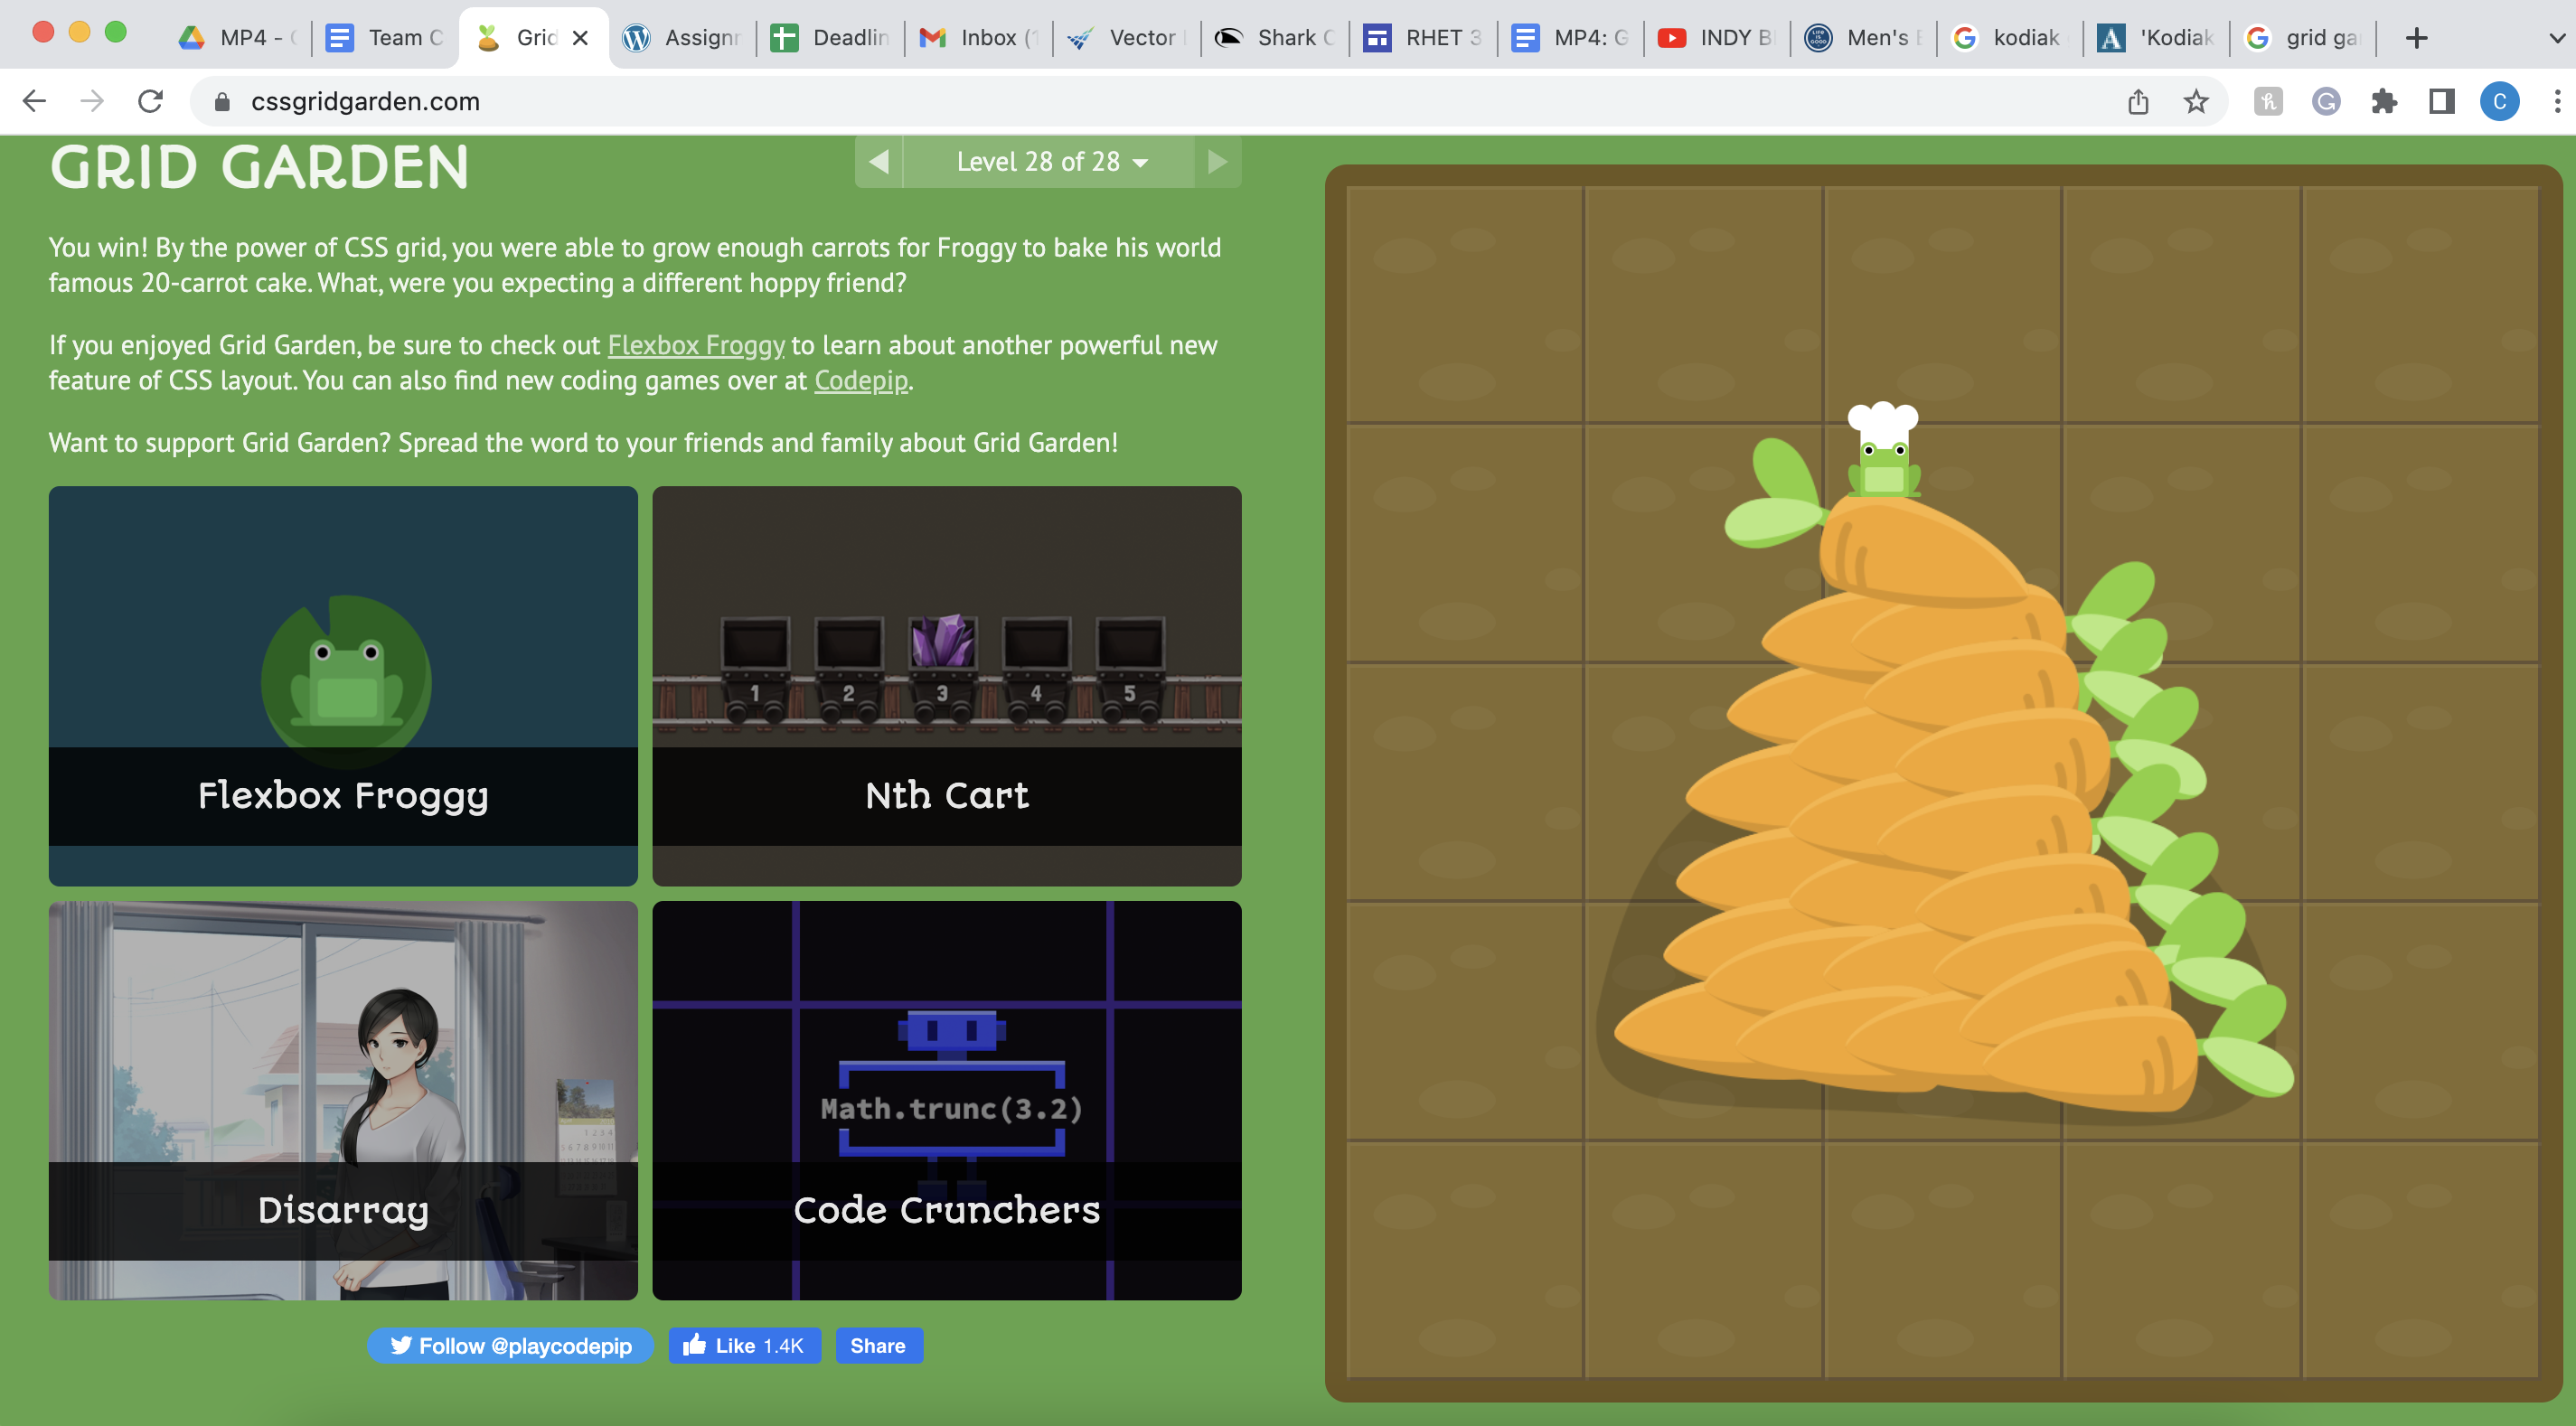 MP4 -
Team C
Grid
Assignr
Deadlin
Inbox (1
Vector
Shark C
RHET 3
MP4: G
INDY B
Men's
kodiak
'Kodiak
grid ga
cssgridgarden.com
C
GRID GARDEN
Level 28 of 28
You win! By the power of CSS grid, you were able to grow enough carrots for Froggy to bake his world
famous 20-carrot cake. What, were you expecting a different hoppy friend?
If you enjoyed Grid Garden, be sure to check out Flexbox Froggy to learn about another powerful new
feature of CSS layout. You can also find new coding games over at Codepip.
Want to support Grid Garden? Spread the word to your friends and family about Grid Garden!
1 2 3 4 5
Flexbox Froggy
Nth Cart
Math.trunc(3.2)
Disarray
Code Crunchers
Follow @playcodepip
Like 1.4K
Share